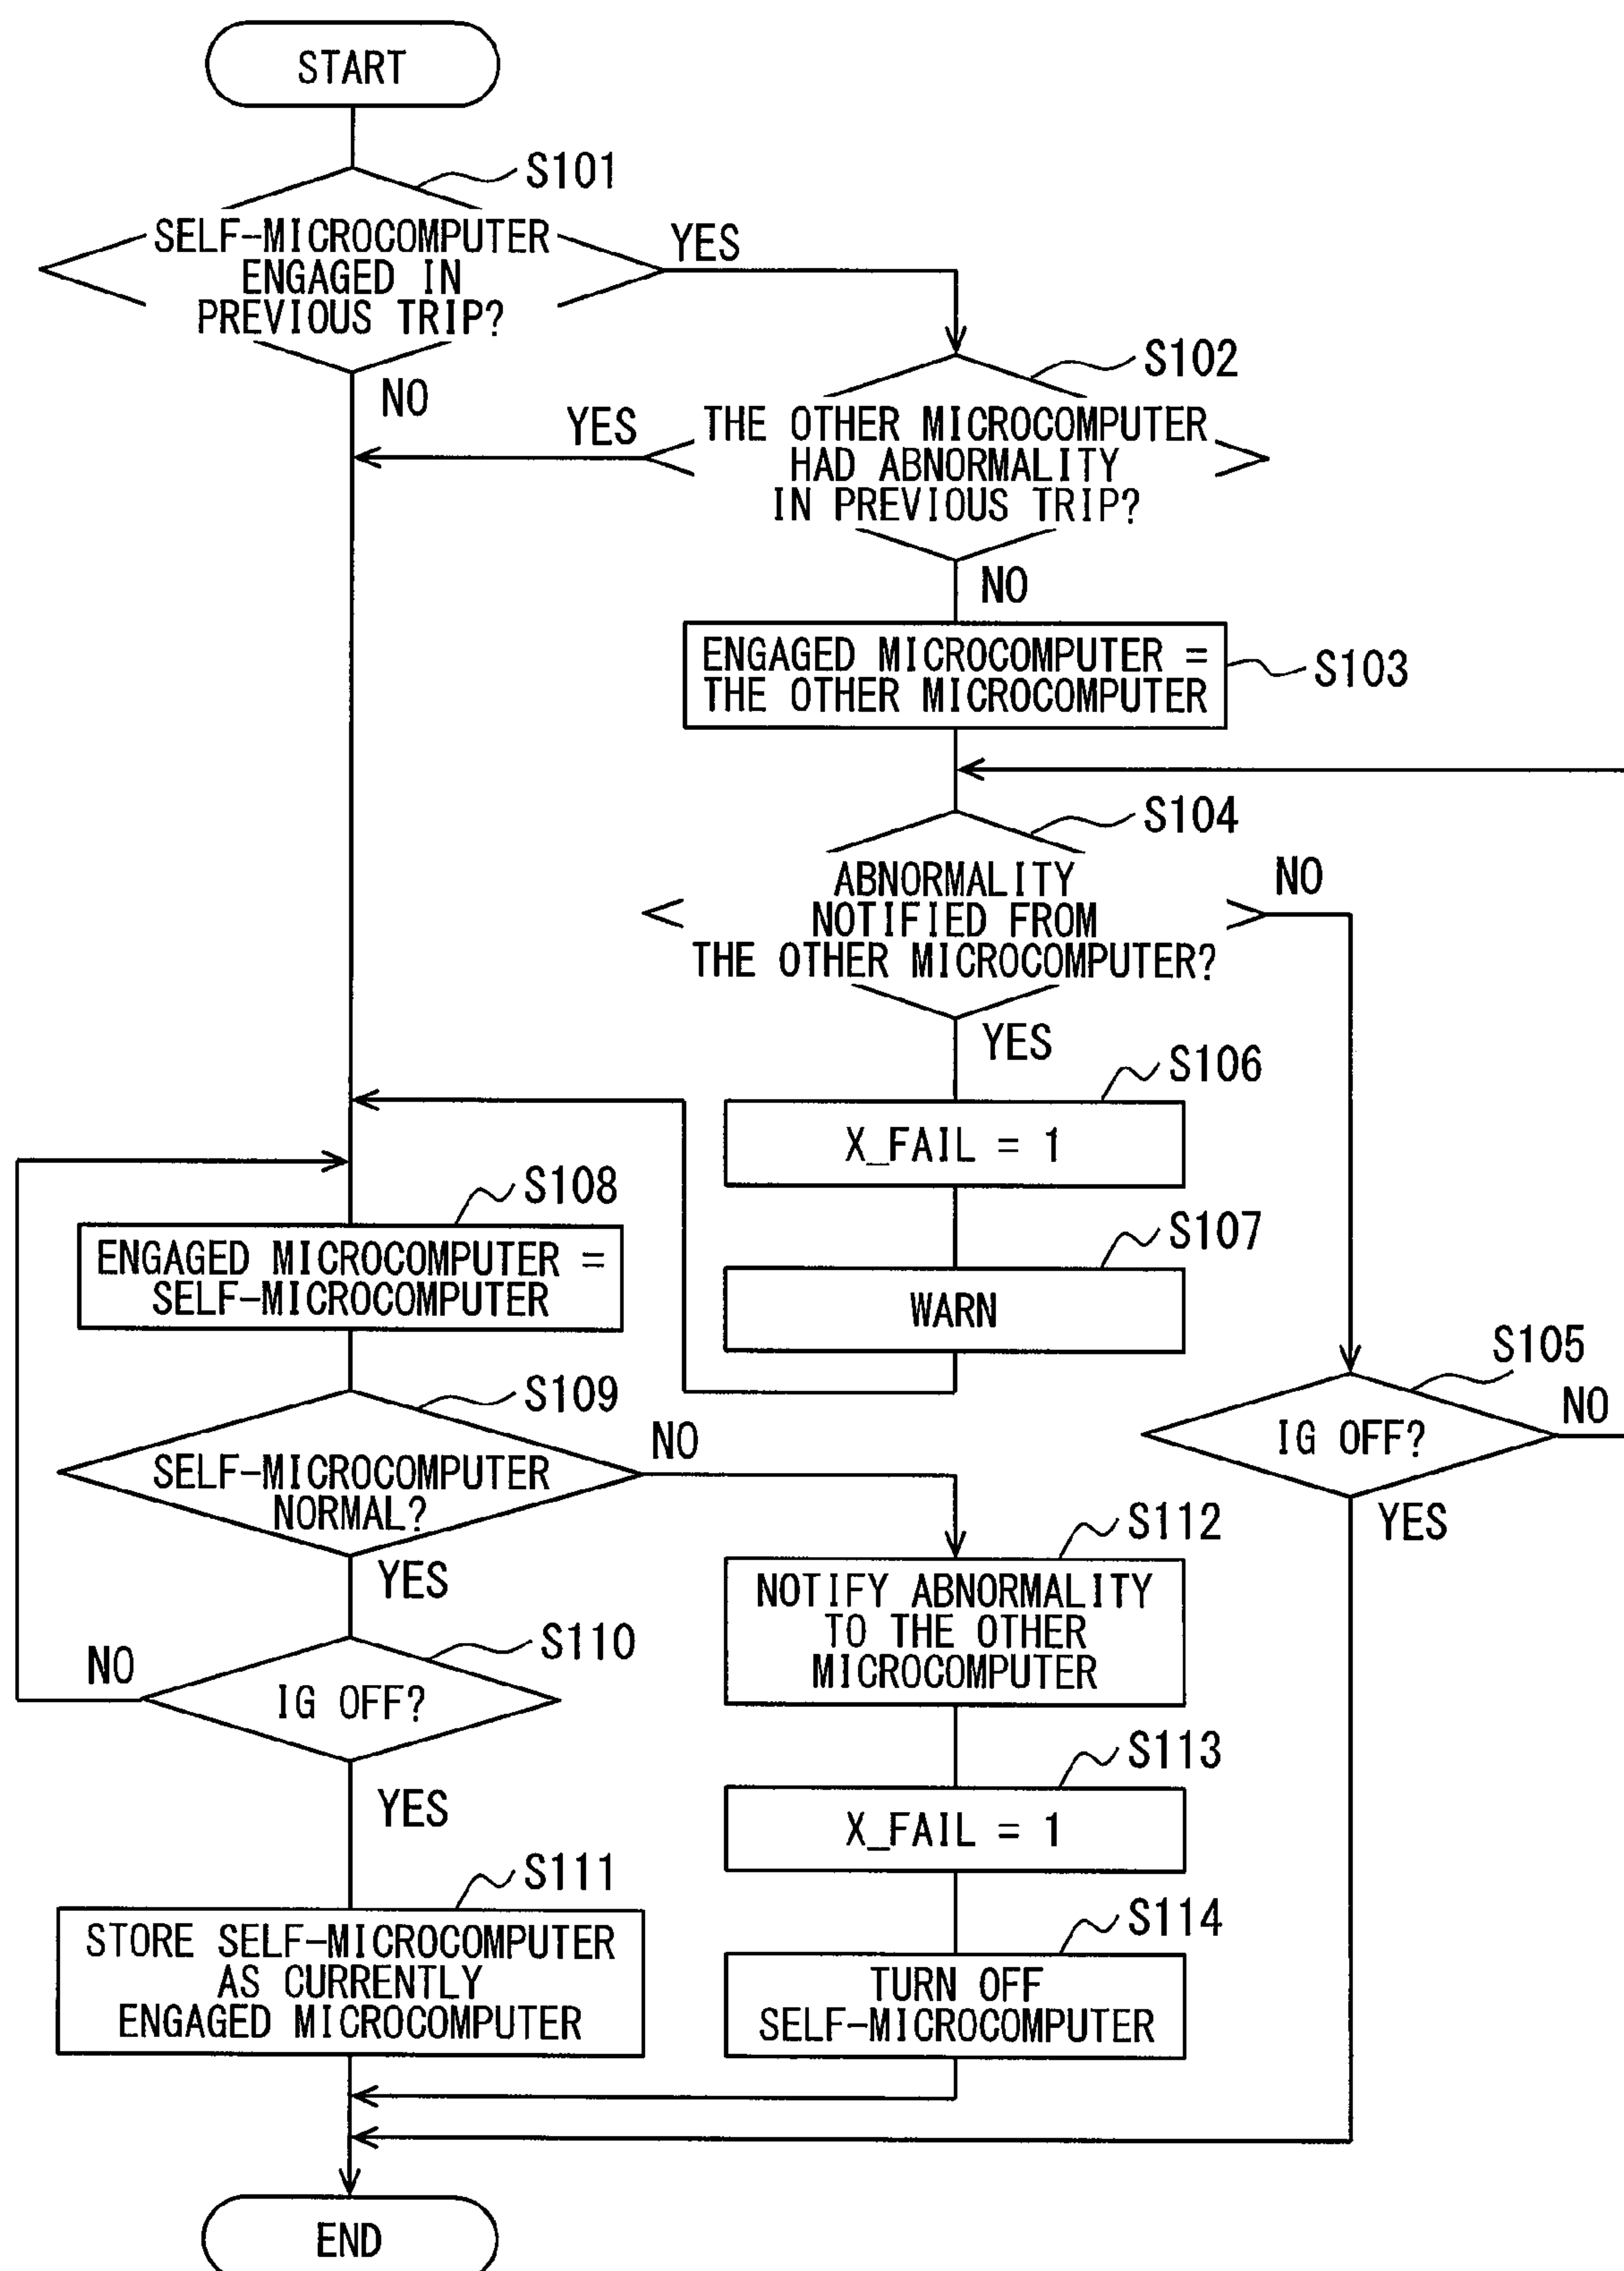 START
S101
SELF-MICROCOMPUTER
ENGAGED IN
PREVIOUS TRIP?
YES
NO
S102
THE OTHER MICROCOMPUTER
HAD ABNORMALITY
IN PREVIOUS TRIP?
YES
NO
ENGAGED MICROCOMPUTER =
THE OTHER MICROCOMPUTER
S103
S104
ABNORMALITY
NOTIFIED FROM
THE OTHER MICROCOMPUTER?
NO
YES
S106
X_FAIL = 1
S107
WARN
S105
IG OFF?
NO
YES
S108
ENGAGED MICROCOMPUTER =
SELF-MICROCOMPUTER
S109
SELF-MICROCOMPUTER
NORMAL?
NO
YES
S110
IG OFF?
NO
YES
S111
STORE SELF-MICROCOMPUTER
AS CURRENTLY
ENGAGED MICROCOMPUTER
S112
NOTIFY ABNORMALITY
TO THE OTHER
MICROCOMPUTER
S113
X_FAIL = 1
S114
TURN OFF
SELF-MICROCOMPUTER
END